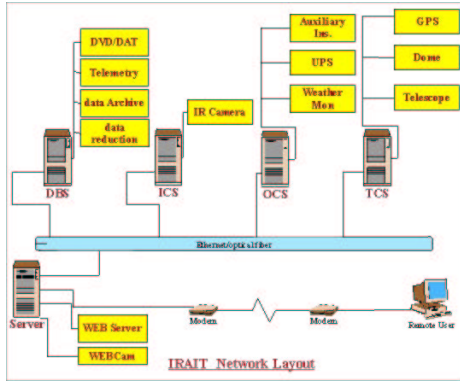 DVD/DAT
Telemetry
data Archive
data
reduction
IR Camera
Auxiliary
Ins.
UPS
Weather
Mon
GPS
Dome
Telescope
DBS
ICS
OCS
TCS
Ethernet/optical fiber
Server
WEB Server
WEBCam
Modem
Modem
Remote User
IRAIT Network Layout